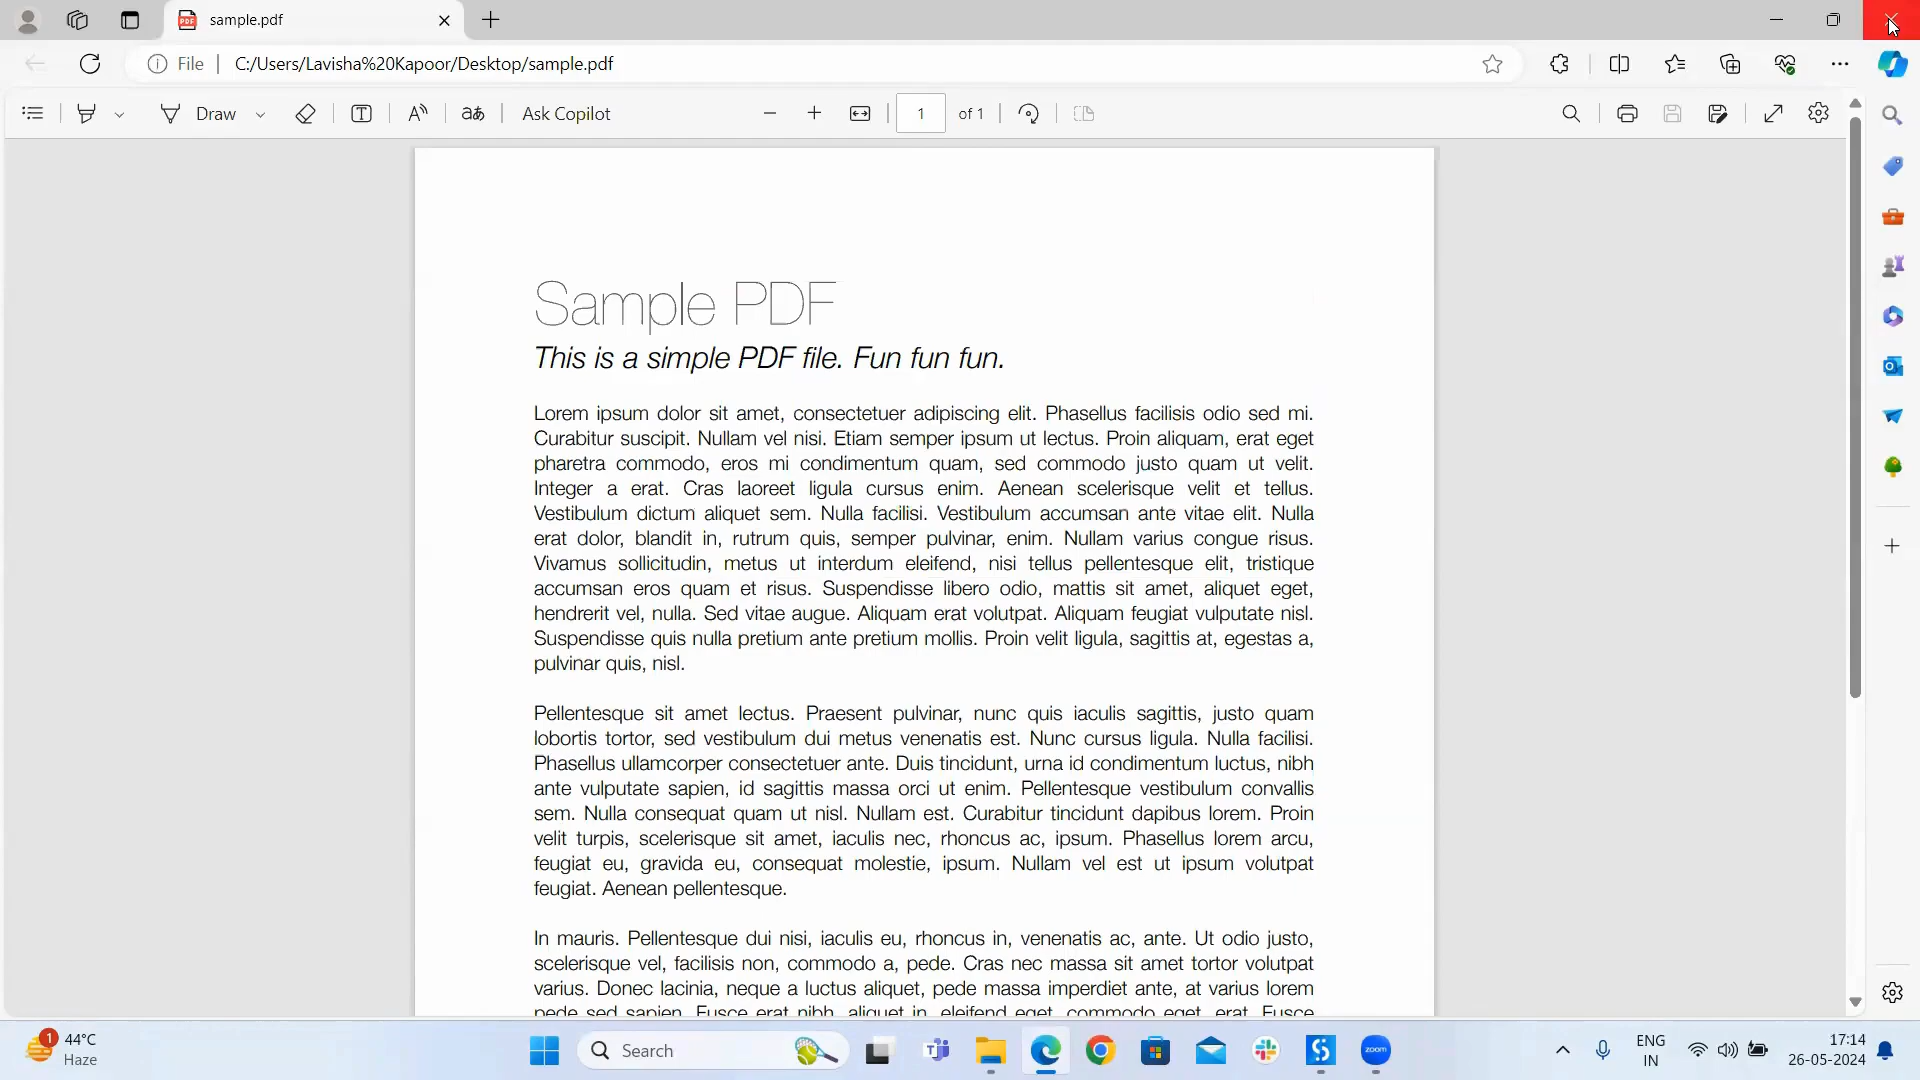 sample.pdf
File
C:/Users/Lavisha%20Kapoor/Desktop/sample.pdf
Draw
aあ
Ask Copilot
1
of 1
Sample PDF
This is a simple PDF file. Fun fun fun.
Lorem ipsum dolor sit amet, consectetuer adipiscing elit. Phasellus facilisis odio sed mi.
Curabitur suscipit. Nullam vel nisi. Etiam semper ipsum ut lectus. Proin aliquam, erat eget
pharetra commodo, eros mi condimentum quam, sed commodo justo quam ut velit.
Integer a erat. Cras laoreet ligula cursus enim. Aenean scelerisque velit et tellus.
Vestibulum dictum aliquet sem. Nulla facilisi. Vestibulum accumsan ante vitae elit. Nulla
erat dolor, blandit in, rutrum quis, semper pulvinar, enim. Nullam varius congue risus.
Vivamus sollicitudin, metus ut interdum eleifend, nisi tellus pellentesque elit, tristique
accumsan eros quam et risus. Suspendisse libero odio, mattis sit amet, aliquet eget,
hendrerit vel, nulla. Sed vitae augue. Aliquam erat volutpat. Aliquam feugiat vulputate nisl.
Suspendisse quis nulla pretium ante pretium mollis. Proin velit ligula, sagittis at, egestas a,
pulvinar quis, nisl.
Pellentesque sit amet lectus. Praesent pulvinar, nunc quis iaculis sagittis, justo quam
lobortis tortor, sed vestibulum dui metus venenatis est. Nunc cursus ligula. Nulla facilisi.
Phasellus ullamcorper consectetuer ante. Duis tincidunt, urna id condimentum luctus, nibh
ante vulputate sapien, id sagittis massa orci ut enim. Pellentesque vestibulum convallis
sem. Nulla consequat quam ut nisl. Nullam est. Curabitur tincidunt dapibus lorem. Proin
velit turpis, scelerisque sit amet, iaculis nec, rhoncus ac, ipsum. Phasellus lorem arcu,
feugiat eu, gravida eu, consequat molestie, ipsum. Nullam vel est ut ipsum volutpat
feugiat. Aenean pellentesque.
In mauris. Pellentesque dui nisi, iaculis eu, rhoncus in, venenatis ac, ante. Ut odio justo,
scelerisque vel, facilisis non, commodo a, pede. Cras nec massa sit amet tortor volutpat
varius. Donec lacinia, neque a luctus aliquet, pede massa imperdiet ante, at varius lorem
pede sed sapien. Fusce erat nibh, aliquet in, eleifend eget, commodo eget, erat. Fusce
1
44°C
Haze
Search
zoom
ENG
IN
17:14
26-05-2024